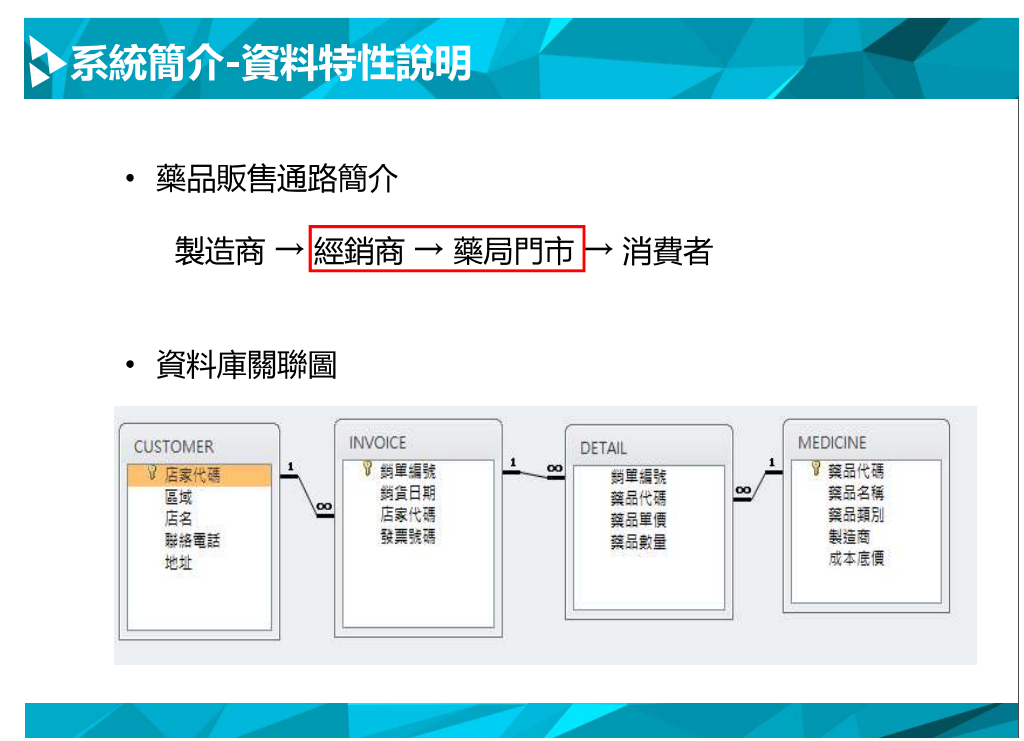 系統簡介-資料特性說明
• 藥品販售通路簡介
製造商 → 經銷商 → 藥局門市 → 消費者
• 資料庫關聯圖
CUSTOMER
店家代碼
區域
店名
聯絡電話
地址
1
∞
INVOICE
銷單編號
銷貨日期
店家代碼
發票號碼
1
∞
DETAIL
銷單編號
藥品代碼
藥品單價
藥品數量
∞
1
MEDICINE
藥品代碼
藥品名稱
藥品類別
製造商
成本底價